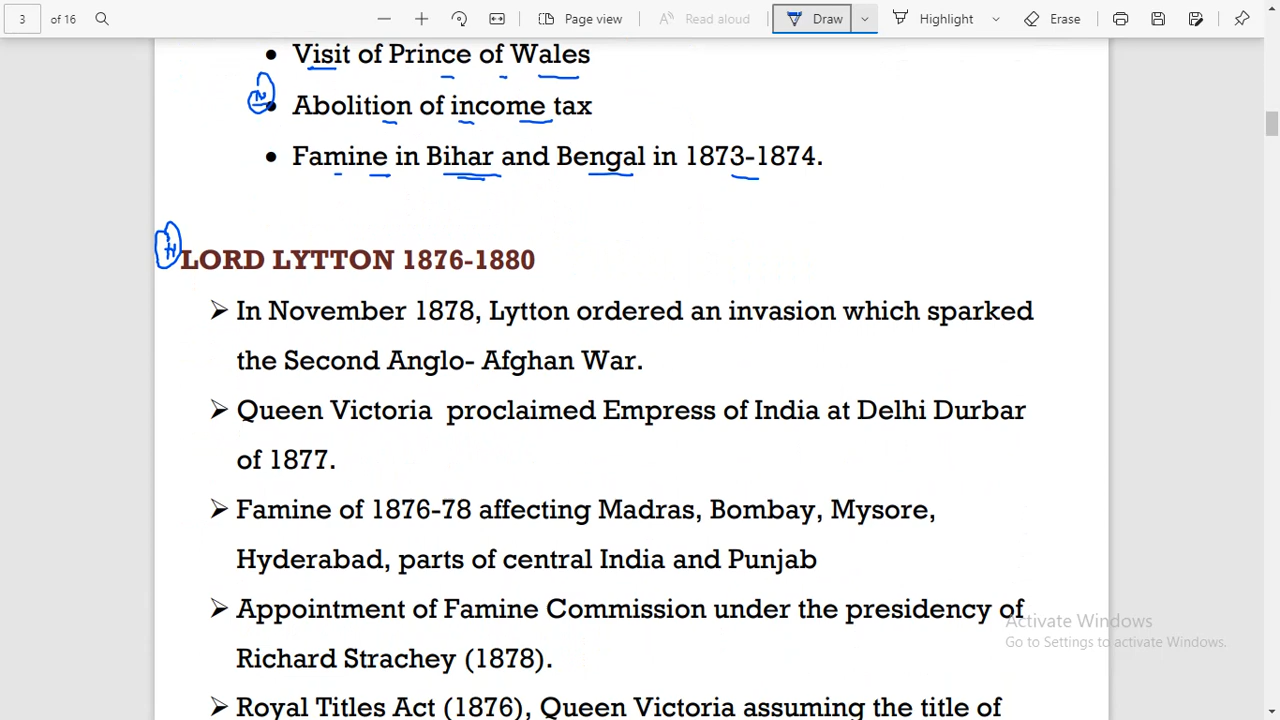 3 of 16 Page view Read aloud Draw Highlight Erase
• Visit of Prince of Wales
• Abolition of income tax
• Famine in Bihar and Bengal in 1873-1874.
LORD LYTTON 1876-1880
➢ In November 1878, Lytton ordered an invasion which sparked
the Second Anglo- Afghan War.
➢ Queen Victoria proclaimed Empress of India at Delhi Durbar
of 1877.
➢ Famine of 1876-78 affecting Madras, Bombay, Mysore,
Hyderabad, parts of central India and Punjab
➢ Appointment of Famine Commission under the presidency of
Richard Strachey (1878).
Activate Windows
Go to Settings to activate Windows.
➢ Royal Titles Act (1876), Queen Victoria assuming the title of